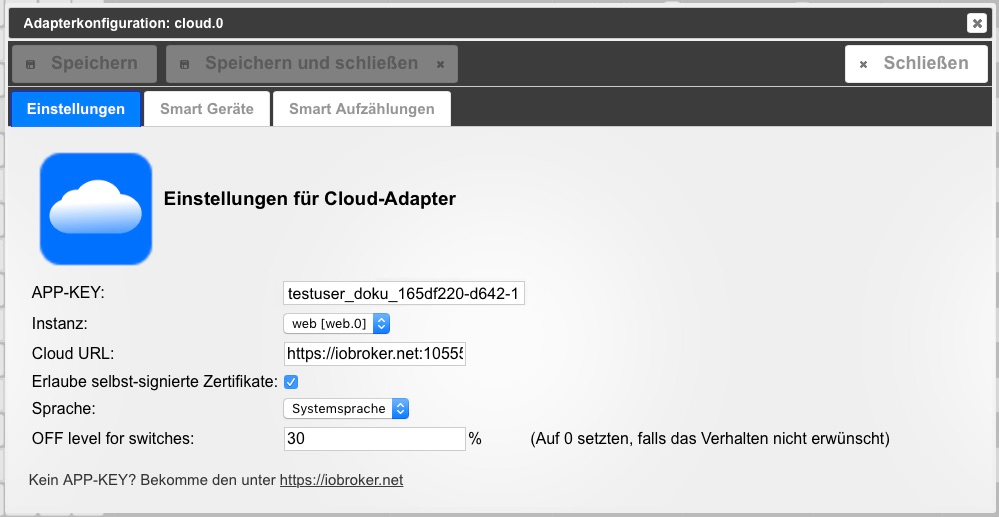 Adapterkonfiguration: cloud.0
Speichern Speichern und schließen Schließen
Einstellungen Smart Geräte Smart Aufzählungen
Einstellungen für Cloud-Adapter
APP-KEY: testuser_doku_165df220-d642-1
Instanz: web [web.0]
Cloud URL: https://iobroker.net:10555
Erlaube selbst-signierte Zertifikate:
Sprache: Systemsprache
OFF level for switches: 30 % (Auf 0 setzten, falls das Verhalten nicht erwünscht)
Kein APP-KEY? Bekomme den unter https://iobroker.net